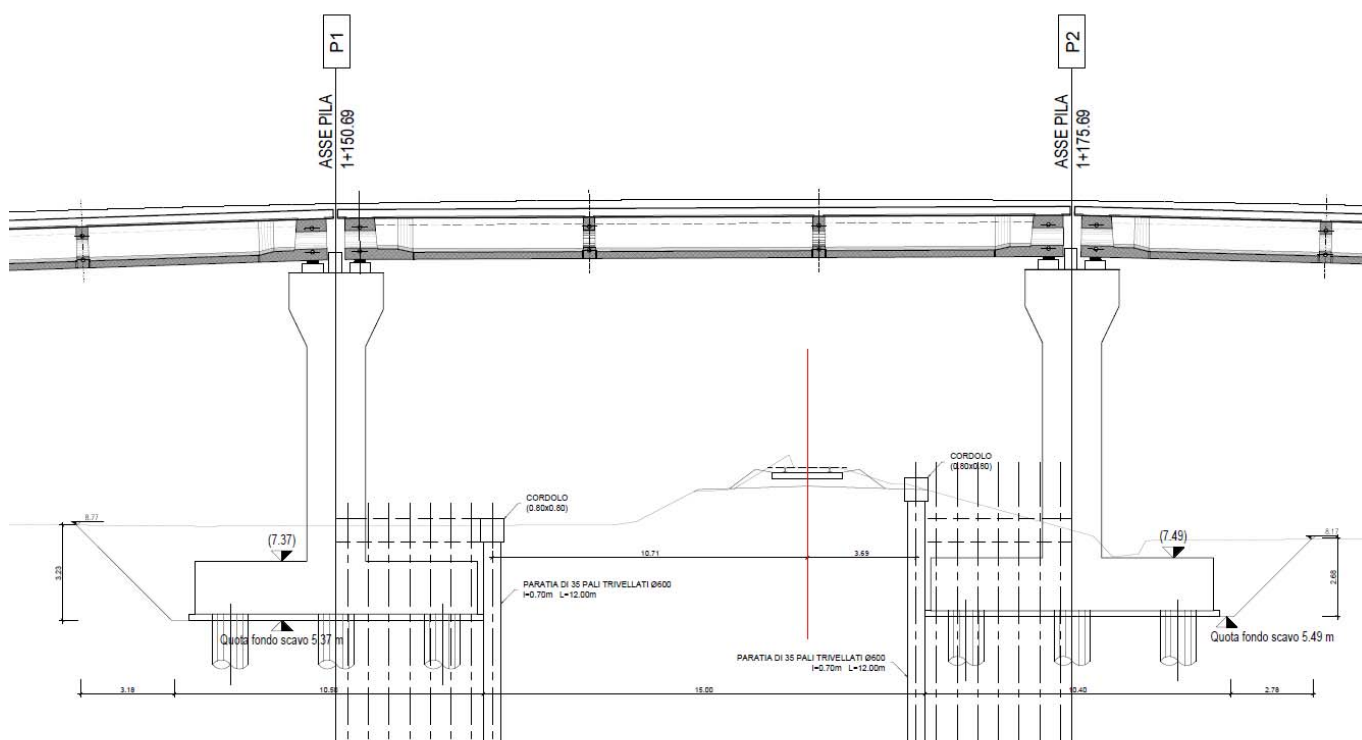 P1
P2
ASSE PILA
1+150.69
ASSE PILA
1+175.69
CORDOLO
(0.80x0.80)
CORDOLO
(0.80x0.80)
8.77
8.17
(7.37)
(7.49)
10.71
3.59
3.23
2.68
PARATIA DI 35 PALI TRIVELLATI Ø600
I=0.70m L=12.00m
Quota fondo scavo 5.37 m
Quota fondo scavo 5.49 m
PARATIA DI 35 PALI TRIVELLATI Ø600
I=0.70m L=12.00m
3.18
10.50
15.00
10.40
2.78